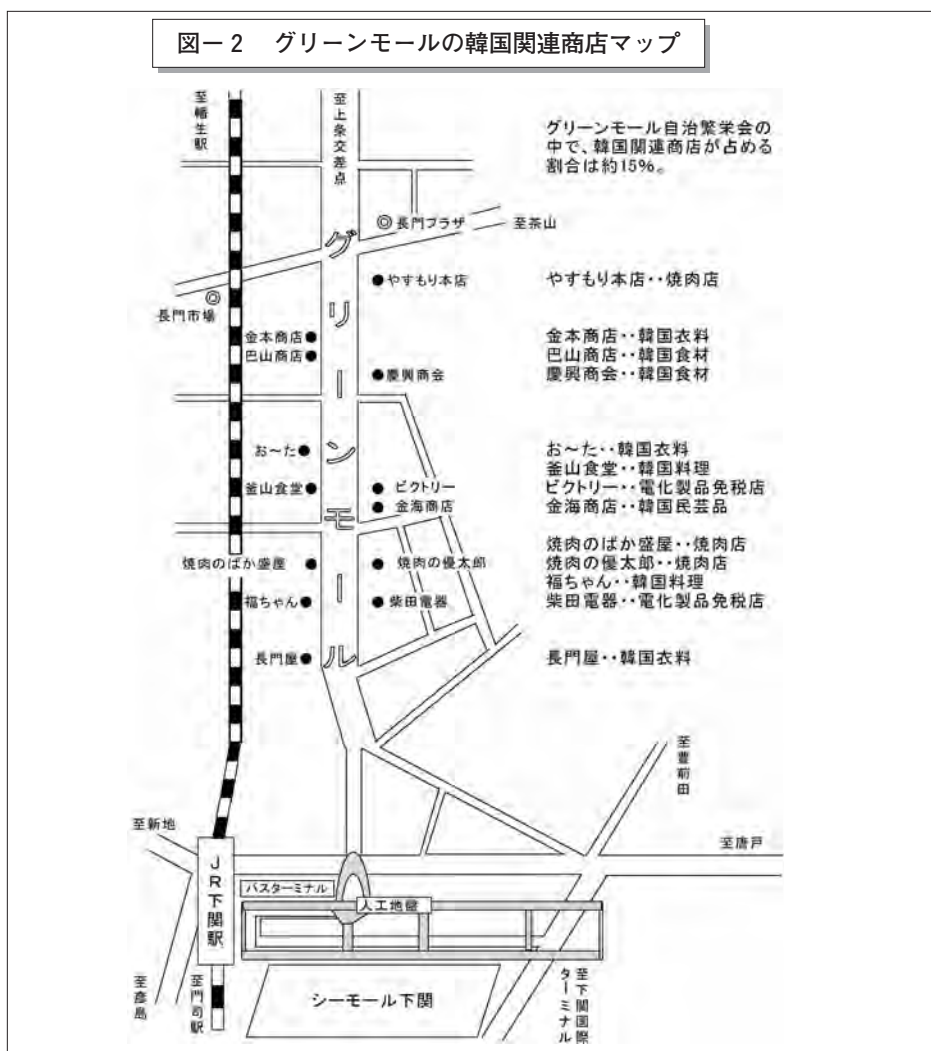 図ー2 グリーンモールの韓国関連商店マップ
至幡生駅
至上条交差点
グリーンモール自治繁栄会の
中で、韓国関連商店が占める
割合は約15%。
◎長門プラザ
至茶山
グリーンモール
●やすもり本店
やすもり本店‥焼肉店
◎
長門市場
金本商店●
巴山商店●
●慶興商会
金本商店‥韓国衣料
巴山商店‥韓国食材
慶興商会‥韓国食材
お〜た●
釜山食堂●
●ビクトリー
●金海商店
お〜た‥韓国衣料
釜山食堂‥韓国料理
ビクトリー‥電化製品免税店
金海商店‥韓国民芸品
焼肉のばか盛屋●
●焼肉の優太郎
福ちゃん●
●柴田電器
焼肉のばか盛屋‥焼肉店
焼肉の優太郎‥焼肉店
福ちゃん‥韓国料理
柴田電器‥電化製品免税店
長門屋●
長門屋‥韓国衣料
至豊前田
至新地
至唐戸
JR下関駅
バスターミナル
人工地盤
至彦島
至門司駅
シーモール下関
至下関国際
ターミナル